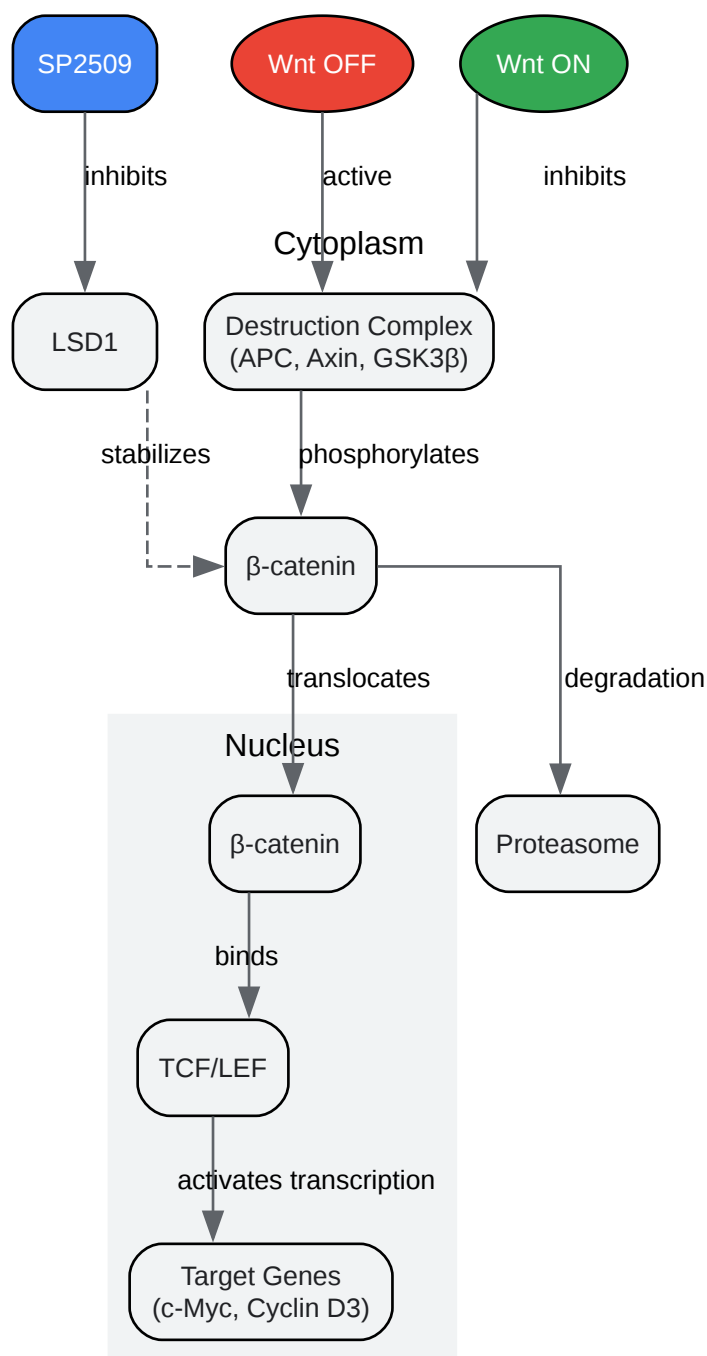 SP2509
Wnt OFF
Wnt ON
inhibits
active
inhibits
Cytoplasm
LSD1
Destruction Complex
(APC, Axin, GSK3β)
stabilizes
phosphorylates
β-catenin
translocates
degradation
Nucleus
β-catenin
Proteasome
binds
TCF/LEF
activates transcription
Target Genes
(c-Myc, Cyclin D3)